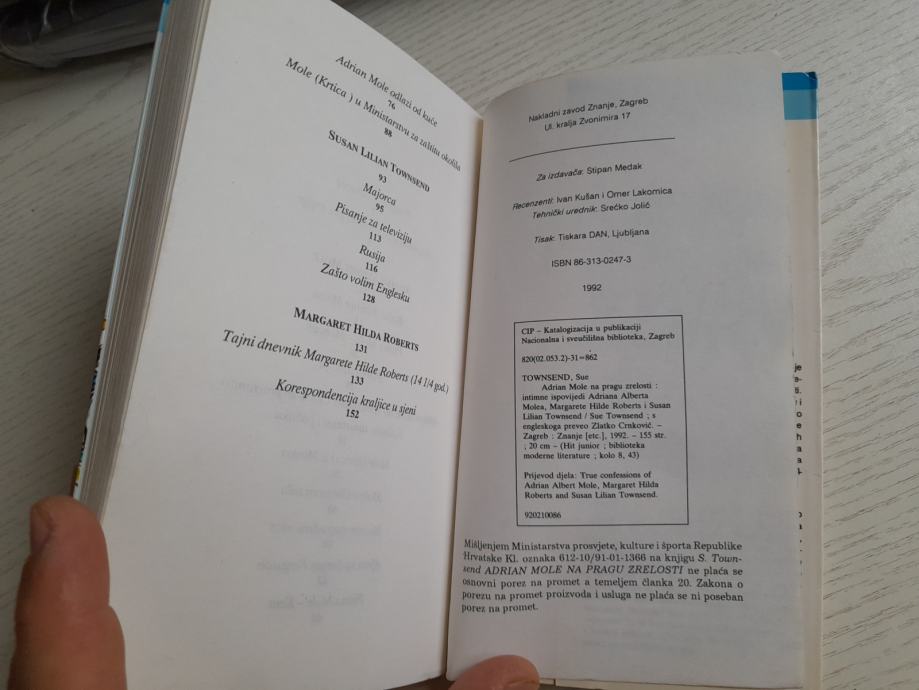 Adrian Mole odlazi od kuće
76
Mole (Krtica ) u Ministarstvu za zaštitu okoliša
88
SUSAN LILIAN TOWNSEND
93
Majorca
95
Pisanje za televiziju
113
Rusija
116
Zašto volim Englesku
128
MARGARET HILDA ROBERTS
131
Tajni dnevnik Margarete Hilde Roberts (14 1/4 god.)
133
Korespondencija kraljice u sjeni
152
Nakladni zavod Znanje, Zagreb
Ul. kralja Zvonimira 17
Za izdavača: Stipan Medak
Recenzenti: Ivan Kušan i Omer Lakomica
Tehnički urednik: Srećko Jolić
Tisak: Tiskara DAN, Ljubljana
ISBN 86-313-0247-3
1992
CIP – Katalogizacija u publikaciji
Nacionalna i sveučilišna biblioteka, Zagreb
820(02.053.2)-31=862
TOWNSEND, Sue
Adrian Mole na pragu zrelosti :
intimne ispovijedi Adriana Alberta
Molea, Margarete Hilde Roberts i Susan
Lilian Townsend / Sue Townsend ; s
engleskoga preveo Zlatko Crnković. –
Zagreb : Znanje [etc.], 1992. – 155 str.
; 20 cm – (Hit junior ; biblioteka
moderne literature ; kolo 8, 43)
Prijevod djela: True confessions of
Adrian Albert Mole, Margaret Hilda
Roberts and Susan Lilian Townsend.
920210086
Mišljenjem Ministarstva prosvjete, kulture i športa Republike
Hrvatske Kl. oznaka 612-10/91-01-1366 na knjigu S. Town-
send ADRIAN MOLE NA PRAGU ZRELOSTI ne plaća se
osnovni porez na promet a temeljem članka 20. Zakona o
porezu na promet proizvoda i usluga ne plaća se ni poseban
porez na promet.